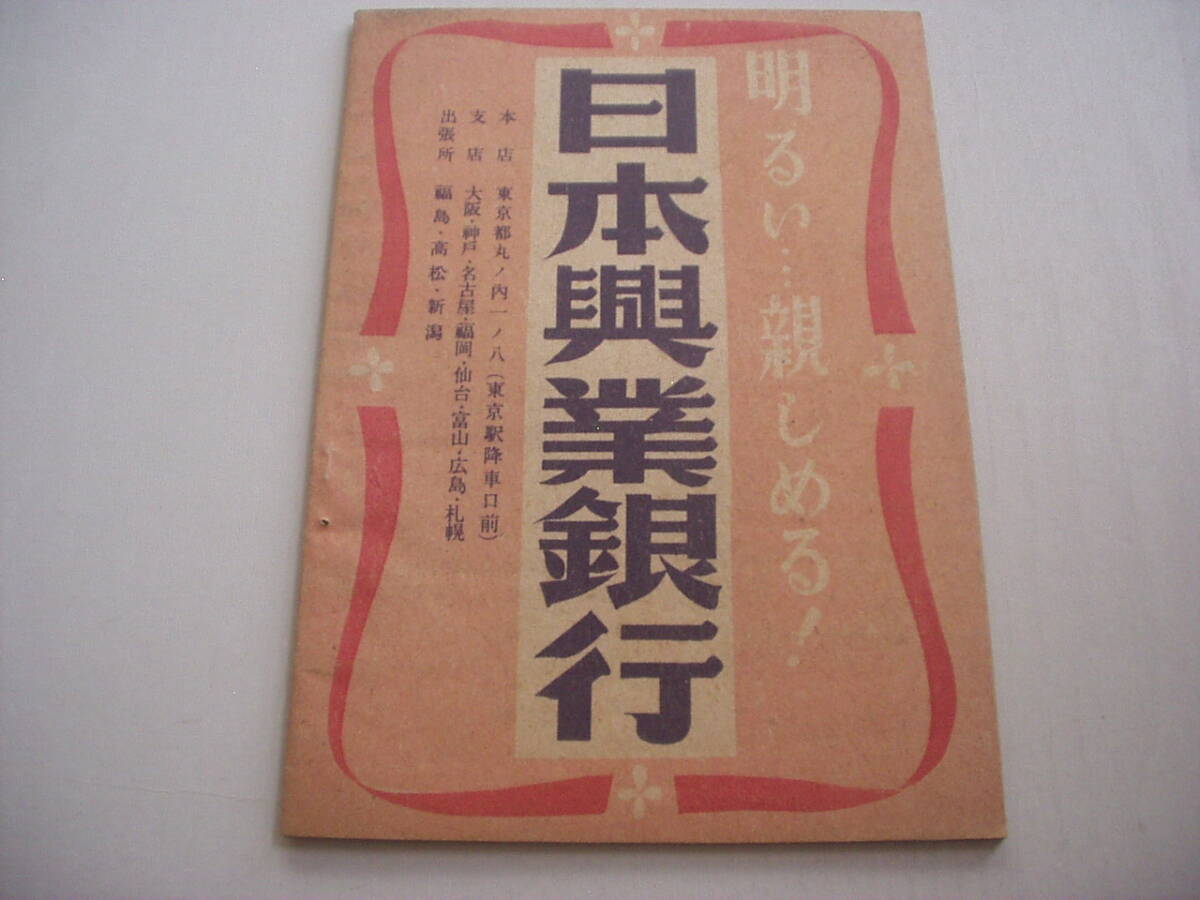 明るい…親しめる!
日本興業銀行
本店 東京都丸ノ内一ノ八(東京駅降車口前)
支店 大阪・神戸・名古屋・福岡・仙台・富山・広島・札幌
出張所 福島・高松・新潟